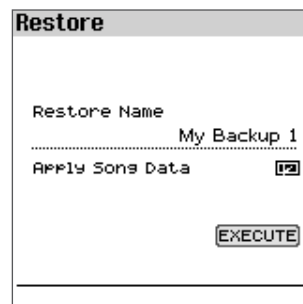 Restore
Restore Name
My Backup 1
Apply Song Data
EXECUTE